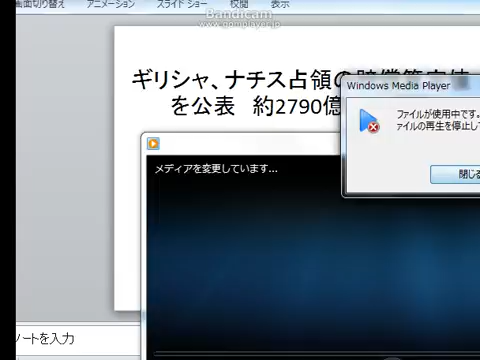 画面切り替え アニメーション スライド ショー 校閲 表示
Bandicam
www.gomplayer.jp
ギリシャ、ナチス占領の
を公表 約2790億
Windows Media Player
ファイルが使用中です。
ァイルの再生を停止して
閉じる
メディアを変更しています...
ノートを入力